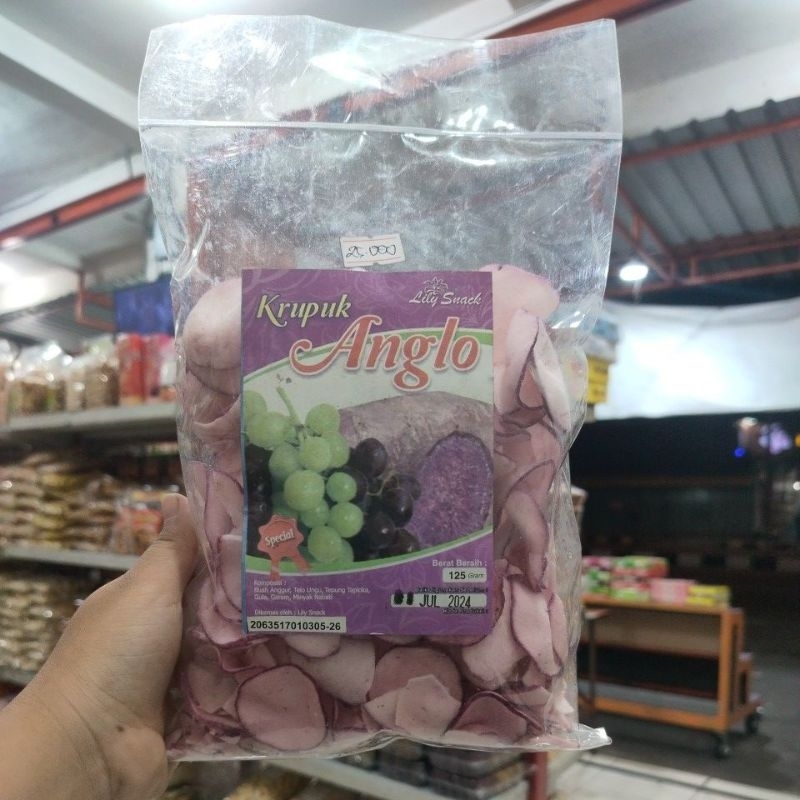 25.000
Krupuk
Lily Snack
Anglo
Special
Berat Bersih :
125 Gram
JUL 2024
Komposisi :
Buah Anggur, Telo Ungu, Tepung Tapioka,
Gula, Garam, Minyak Nabati
Dikemas oleh : Lily Snack
2063517010305-26